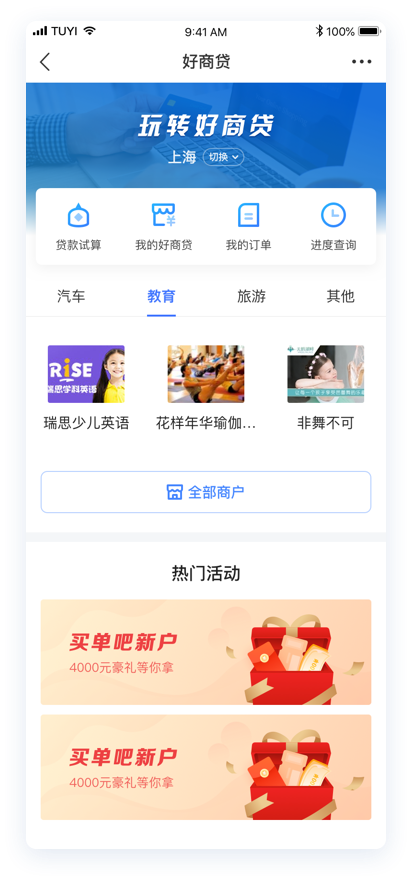 TUYI 9:41 AM 100%
好商贷
玩转好商贷
上海 切换
贷款试算 我的好商贷 我的订单 进度查询
汽车 教育 旅游 其他
RISE
瑞思学科英语
瑞思少儿英语 花样年华瑜伽... 非舞不可
全部商户
热门活动
买单吧新户
4000元豪礼等你拿
买单吧新户
4000元豪礼等你拿